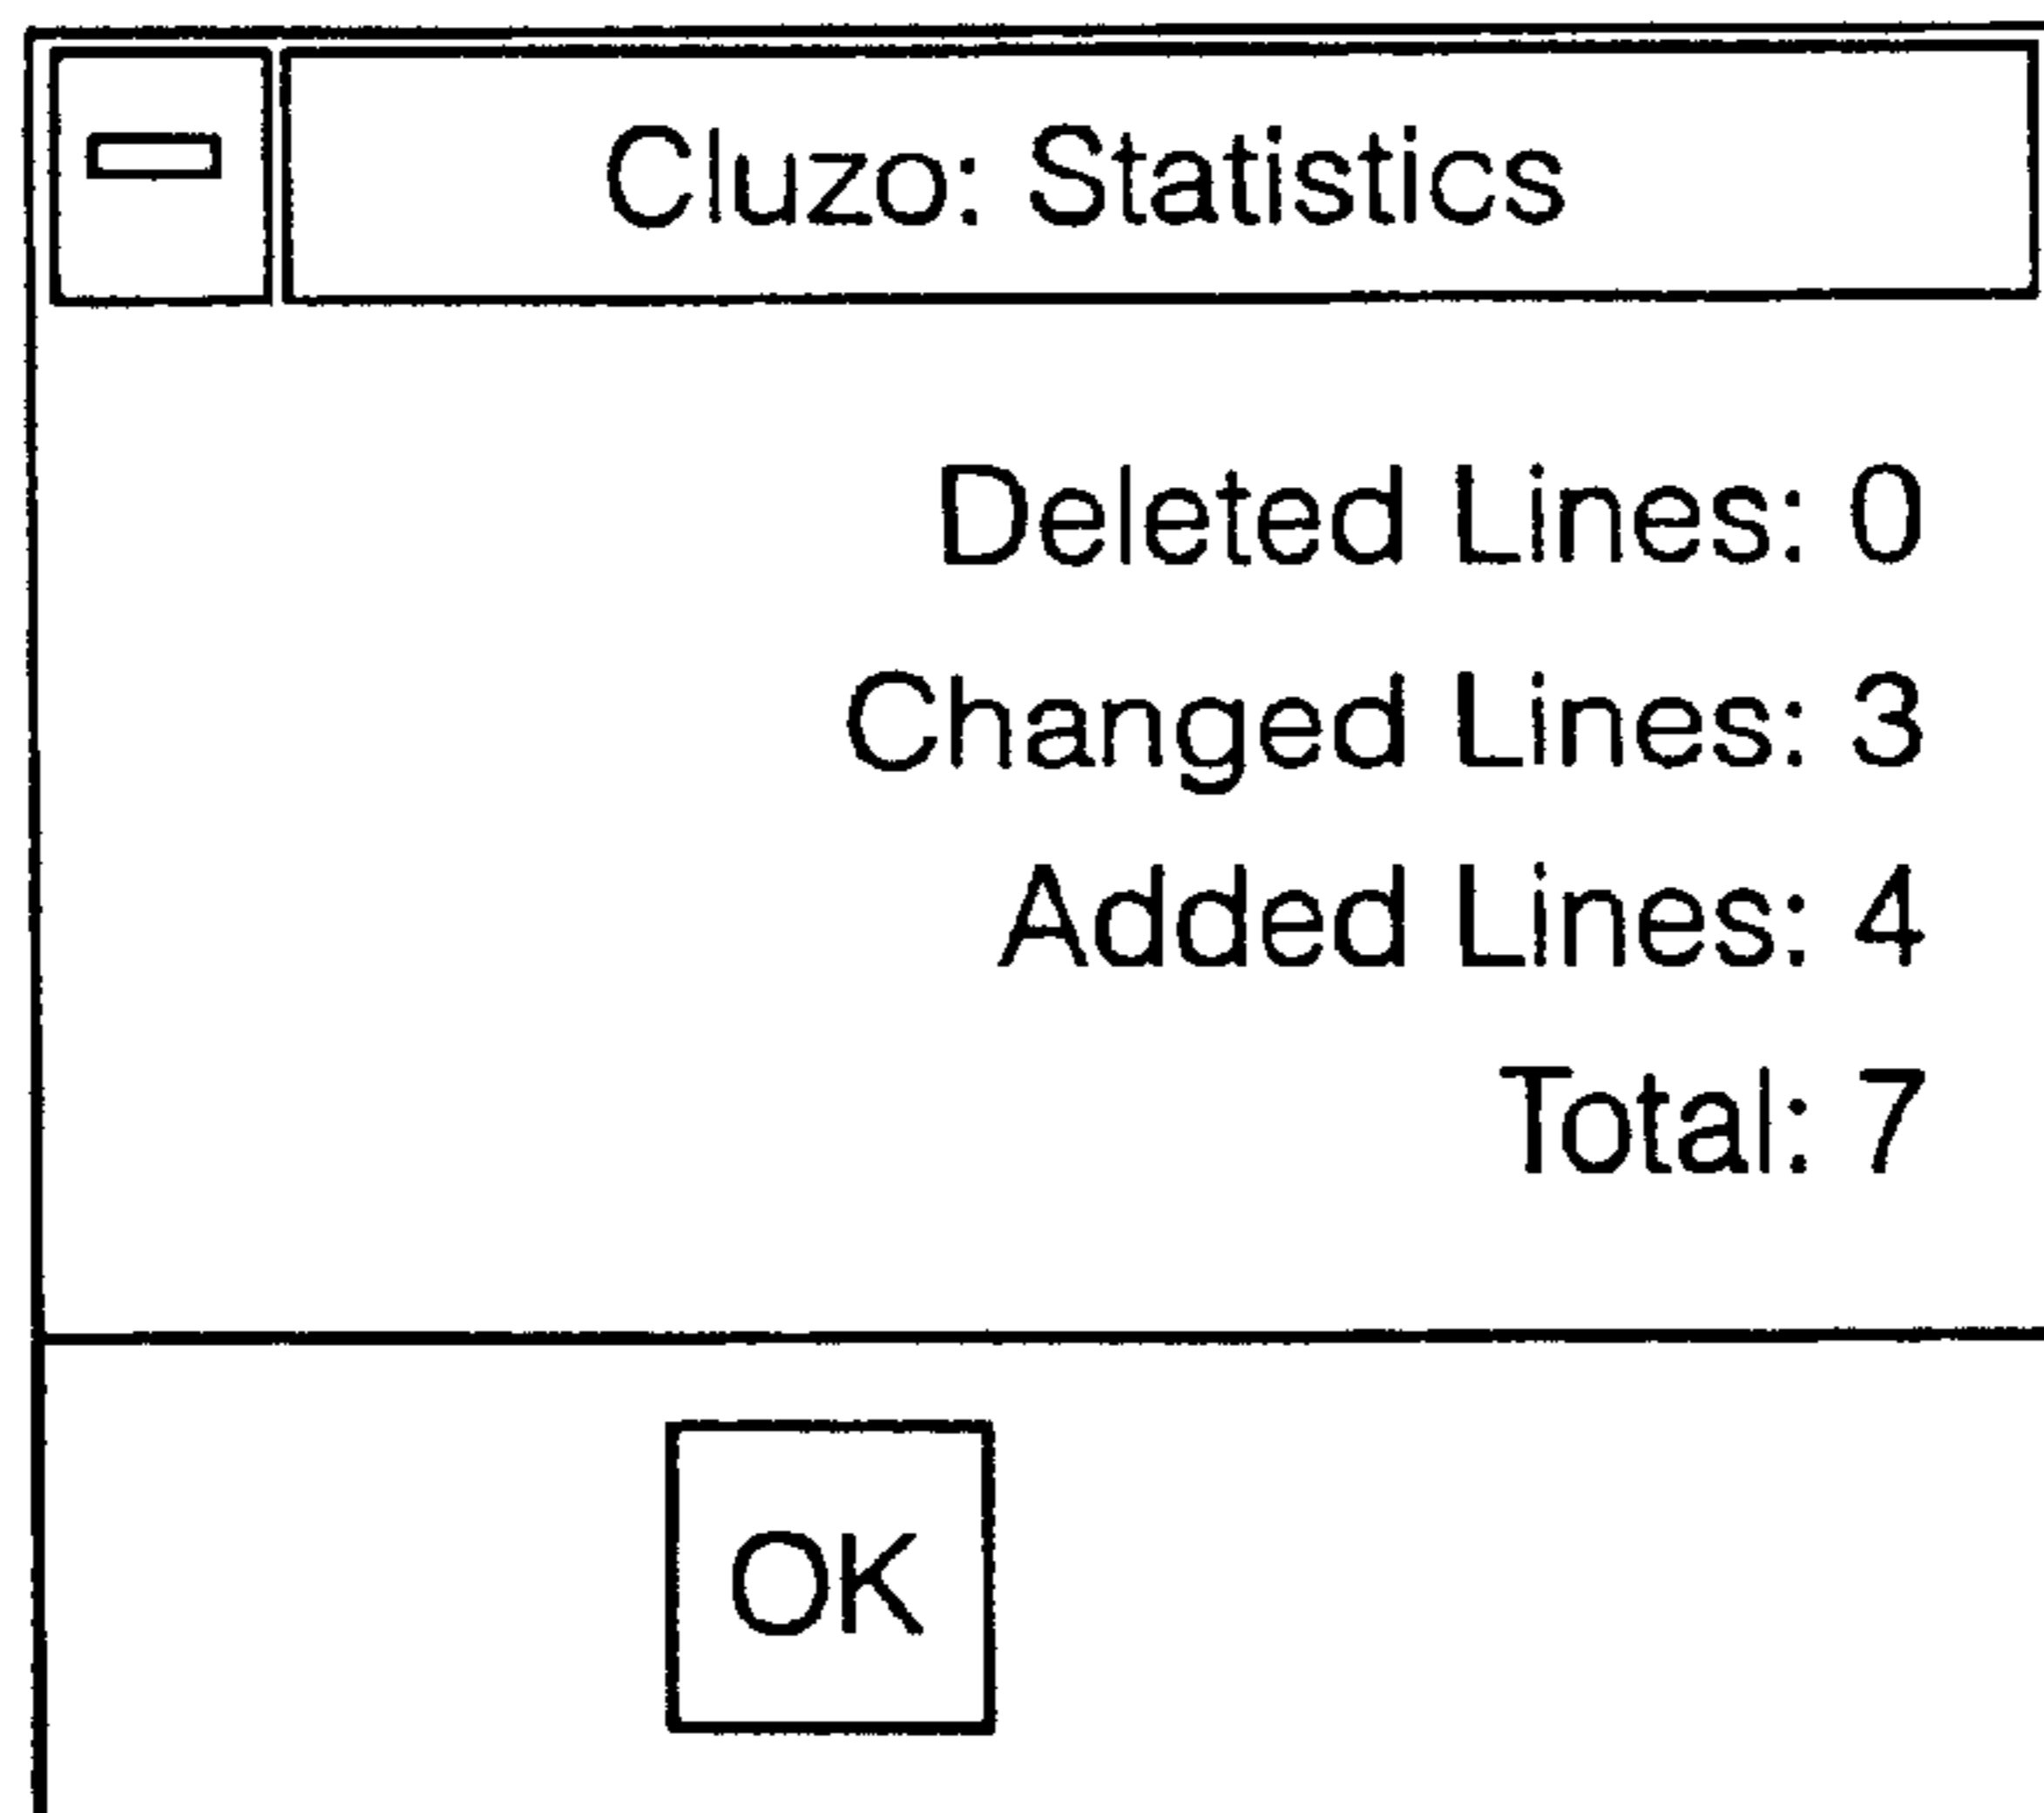 Cluzo: Statistics
Deleted Lines: 0
Changed Lines: 3
Added Lines: 4
Total: 7
OK